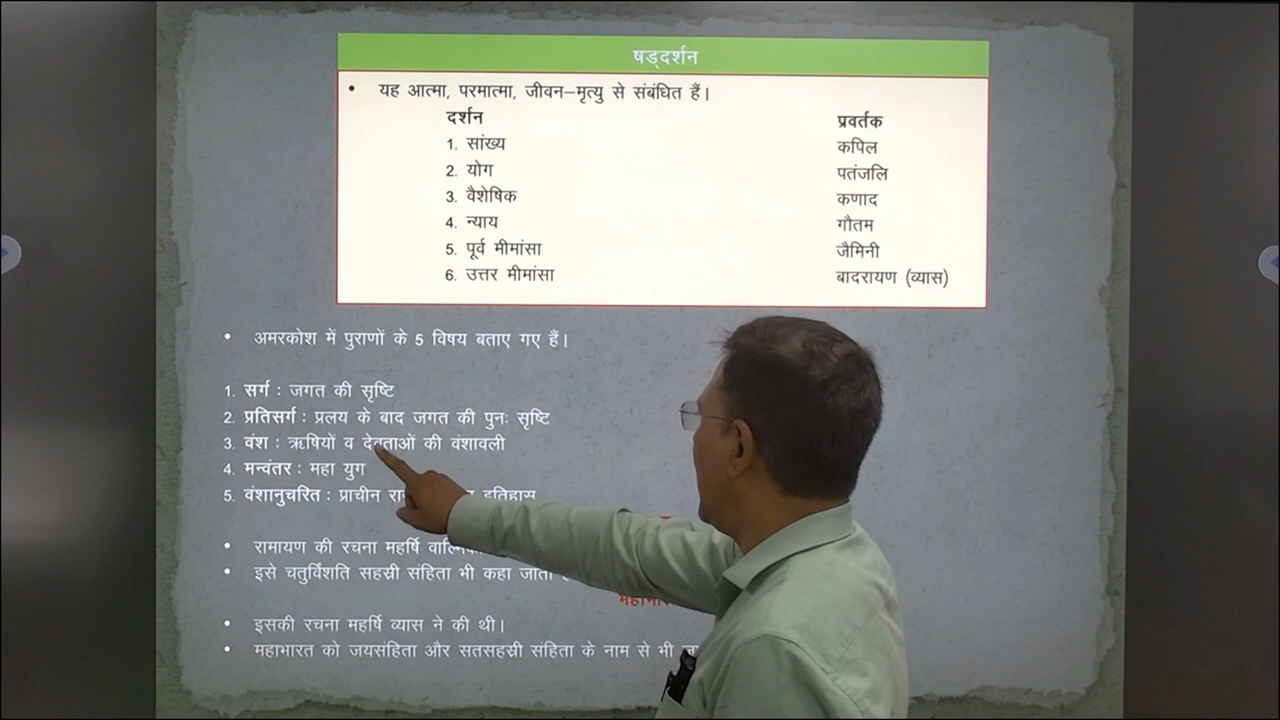 षड्दर्शन
• यह आत्मा, परमात्मा, जीवन–मृत्यु से संबंधित हैं।
दर्शन प्रवर्तक
1. सांख्य कपिल
2. योग पतंजलि
3. वैशेषिक कणाद
4. न्याय गौतम
5. पूर्व मीमांसा जैमिनी
6. उत्तर मीमांसा बादरायण (व्यास)
• अमरकोश में पुराणों के 5 विषय बताए गए हैं।
1. सर्ग : जगत की सृष्टि
2. प्रतिसर्ग : प्रलय के बाद जगत की पुनः सृष्टि
3. वंश : ऋषियों व देवताओं की वंशावली
4. मन्वंतर : महा युग
5. वंशानुचरित : प्राचीन इतिहास
• रामायण की रचना महर्षि
• इसे चतुर्विंशति सहस्री संहिता भी कहा जाता
• इसकी रचना महर्षि व्यास ने की थी।
• महाभारत को जयसंहिता और सतसहस्री संहिता के नाम से भी